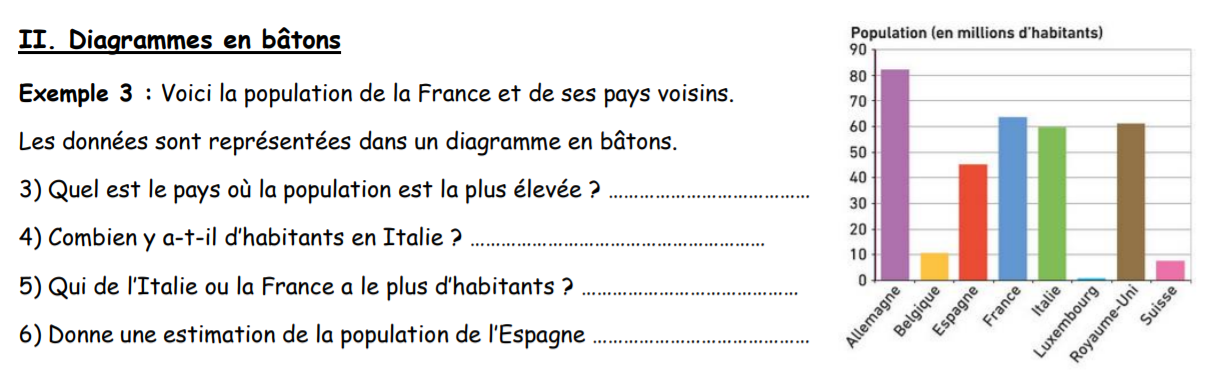 II. Diagrammes en bâtons
Exemple 3 : Voici la population de la France et de ses pays voisins.
Les données sont représentées dans un diagramme en bâtons.
3) Quel est le pays où la population est la plus élevée ? ........................................
4) Combien y a-t-il d'habitants en Italie ? ........................................................
5) Qui de l'Italie ou la France a le plus d'habitants ? ..........................................
6) Donne une estimation de la population de l'Espagne ..........................................
Population (en millions d'habitants)
90
80
70
60
50
40
30
20
10
0
Allemagne
Belgique
Espagne
France
Italie
Luxembourg
Royaume-Uni
Suisse